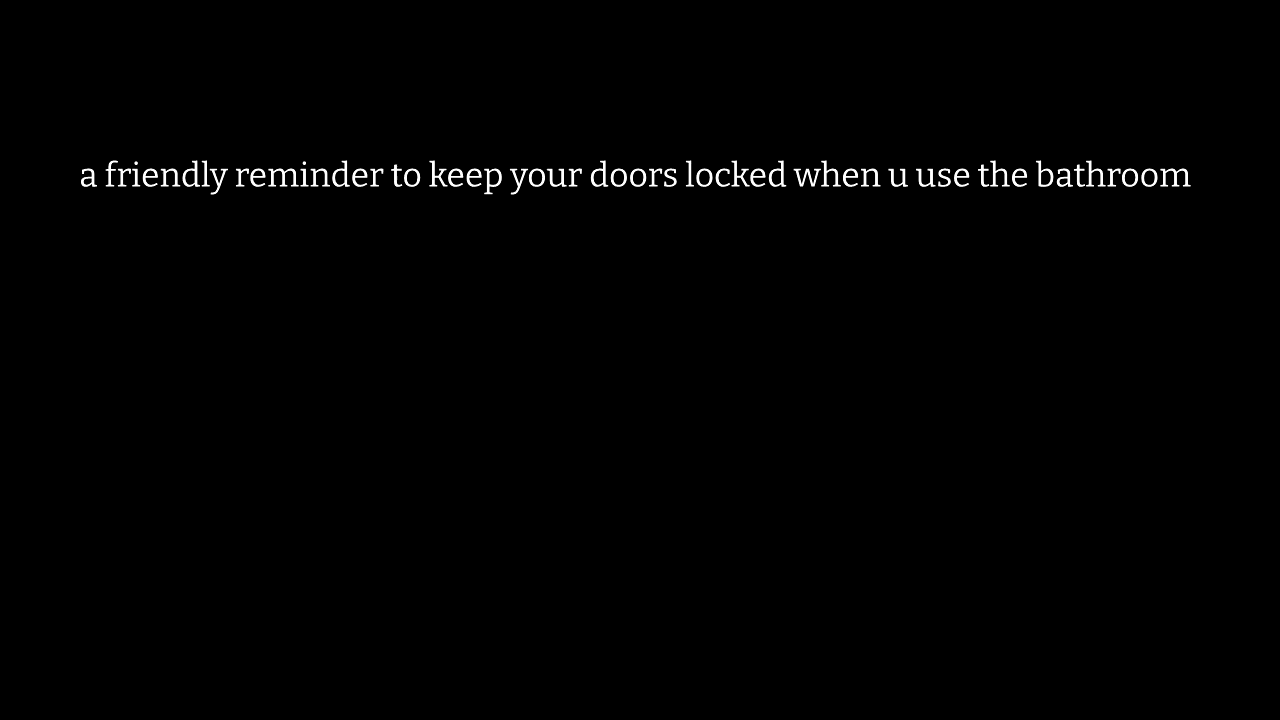 a friendly reminder to keep your doors locked when u use the bathroom